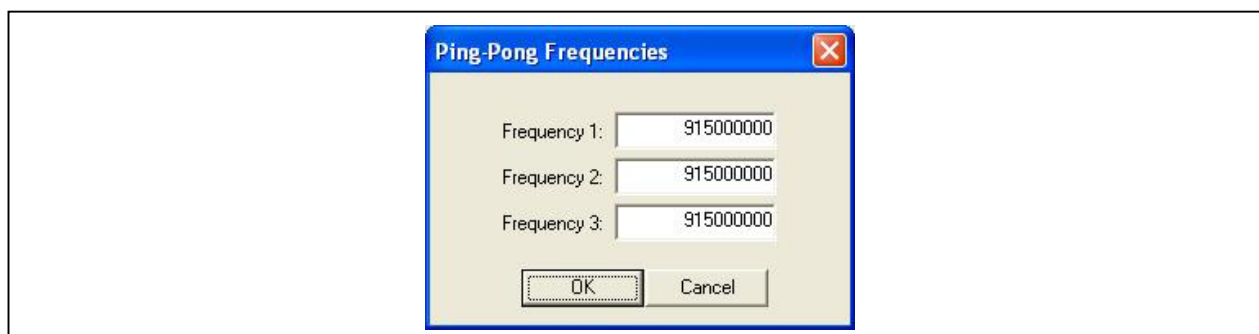 Ping-Pong Frequencies
Frequency 1: 915000000
Frequency 2: 915000000
Frequency 3: 915000000
OK Cancel